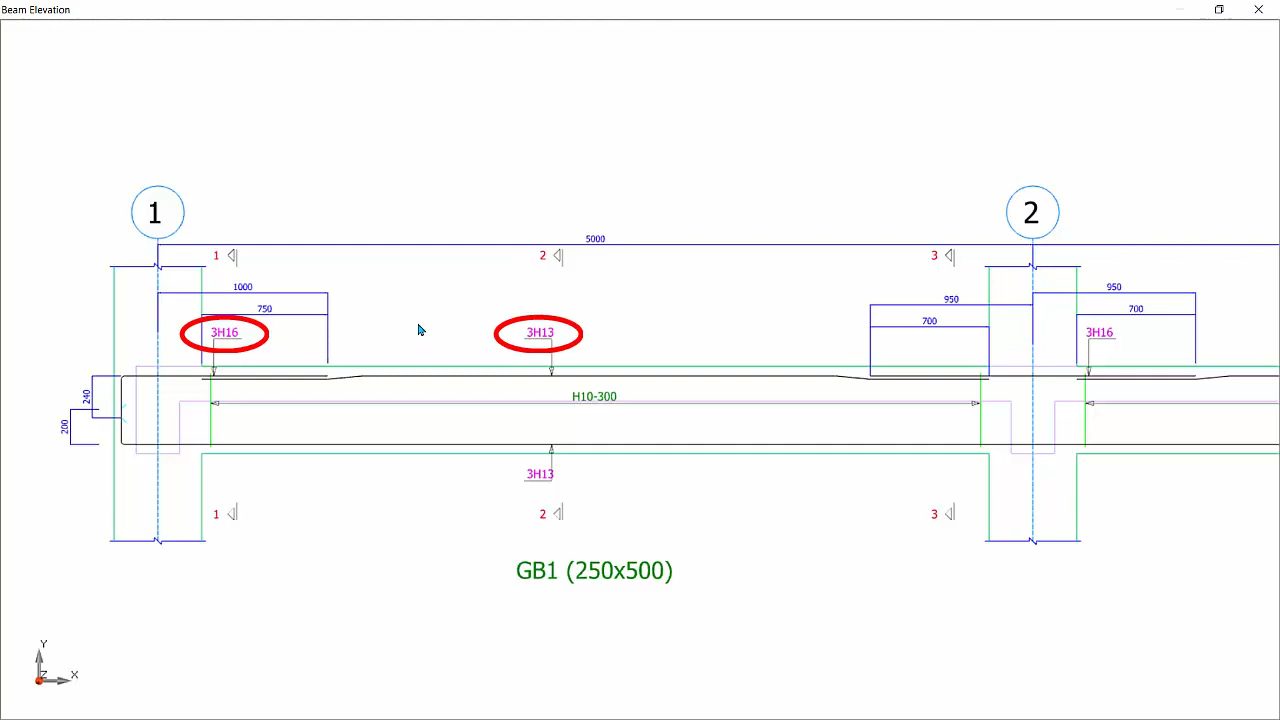 Beam Elevation
1
2
5000
1
2
3
1000
950
950
750
700
700
3H16
3H13
3H16
240
H10-300
200
3H13
1
2
3
GB1 (250x500)
Y
Z
X